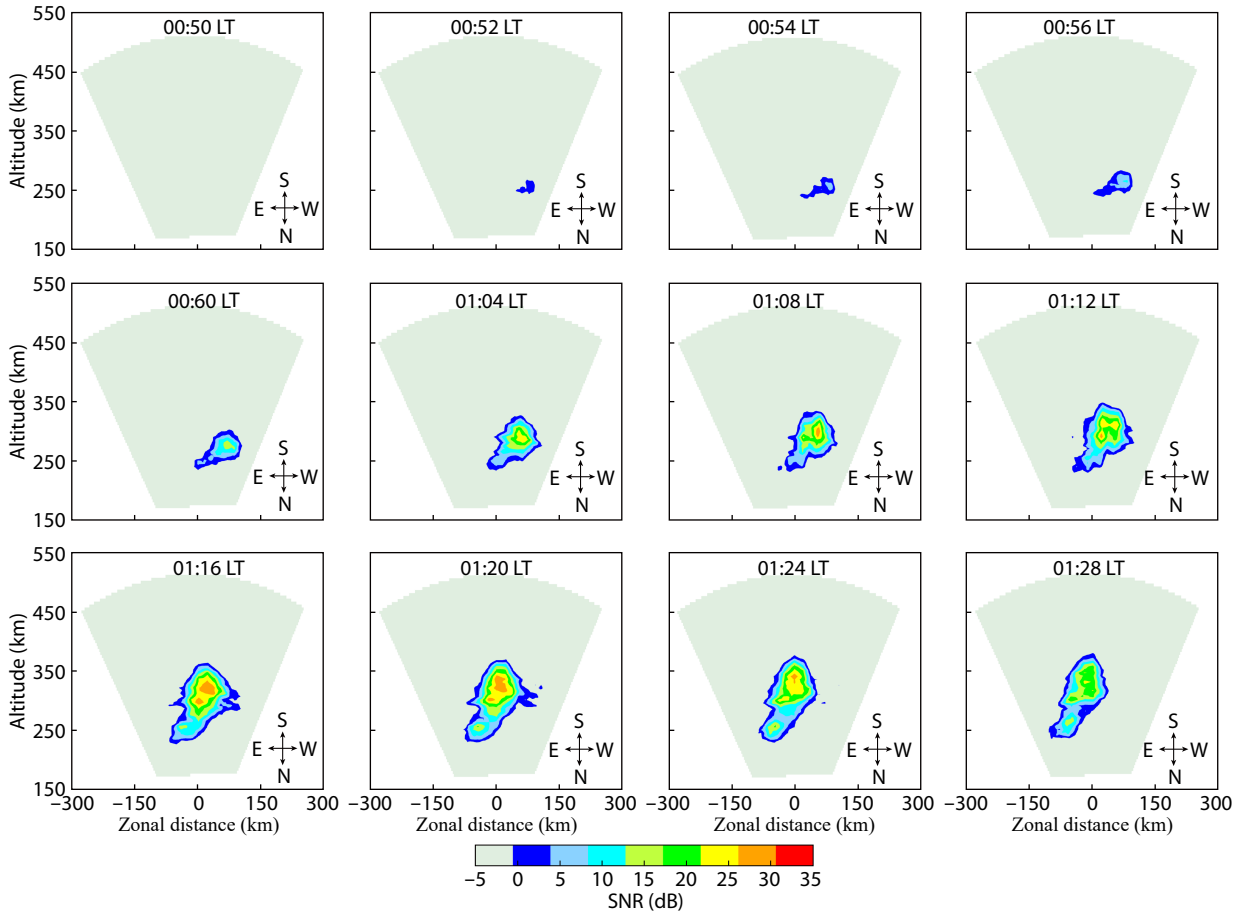 550
450
350
250
150
Altitude (km)
00:50 LT
S
E W
N
00:52 LT
S
E W
N
00:54 LT
S
E W
N
00:56 LT
S
E W
N
550
450
350
250
150
Altitude (km)
00:60 LT
S
E W
N
01:04 LT
S
E W
N
01:08 LT
S
E W
N
01:12 LT
S
E W
N
550
450
350
250
150
Altitude (km)
01:16 LT
S
E W
N
01:20 LT
S
E W
N
01:24 LT
S
E W
N
01:28 LT
S
E W
N
−300 −150 0 150 300 −150 0 150 300 −150 0 150 300 −150 0 150 300
Zonal distance (km) Zonal distance (km) Zonal distance (km) Zonal distance (km)
−5 0 5 10 15 20 25 30 35
SNR (dB)